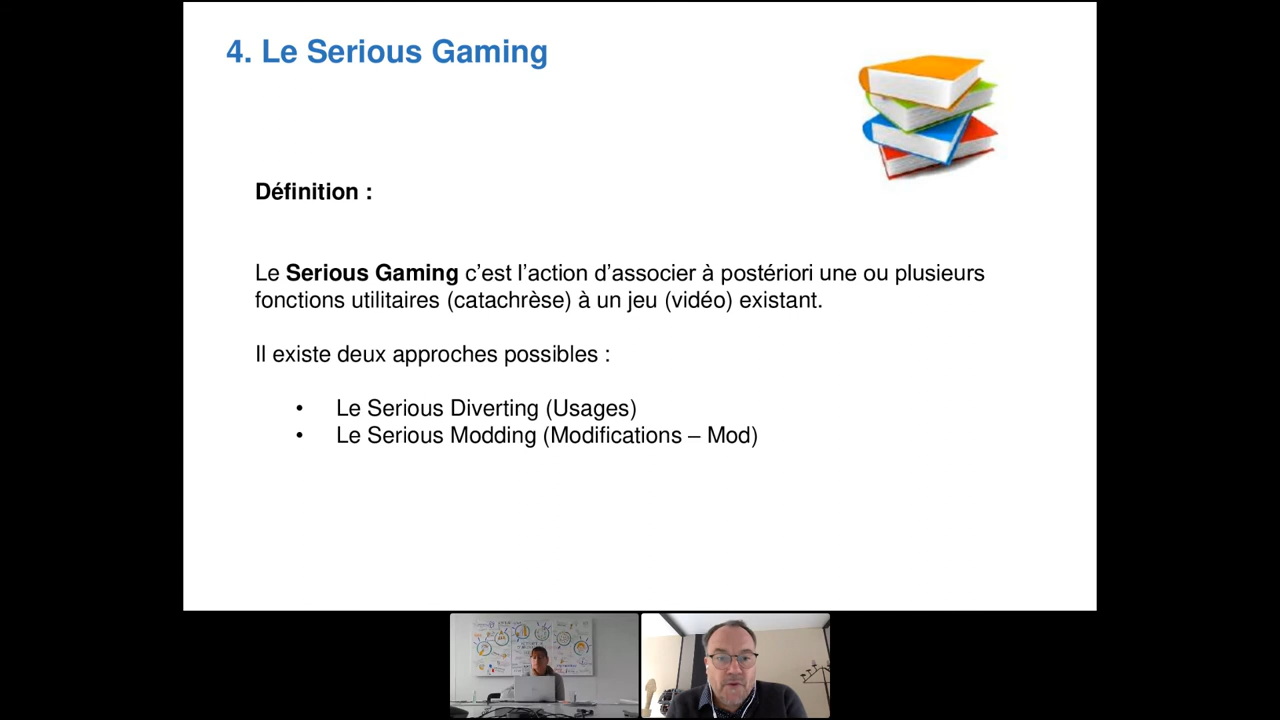 4. Le Serious Gaming
Définition :
Le Serious Gaming c’est l’action d’associer à postériori une ou plusieurs
fonctions utilitaires (catachrèse) à un jeu (vidéo) existant.
Il existe deux approches possibles :
• Le Serious Diverting (Usages)
• Le Serious Modding (Modifications – Mod)